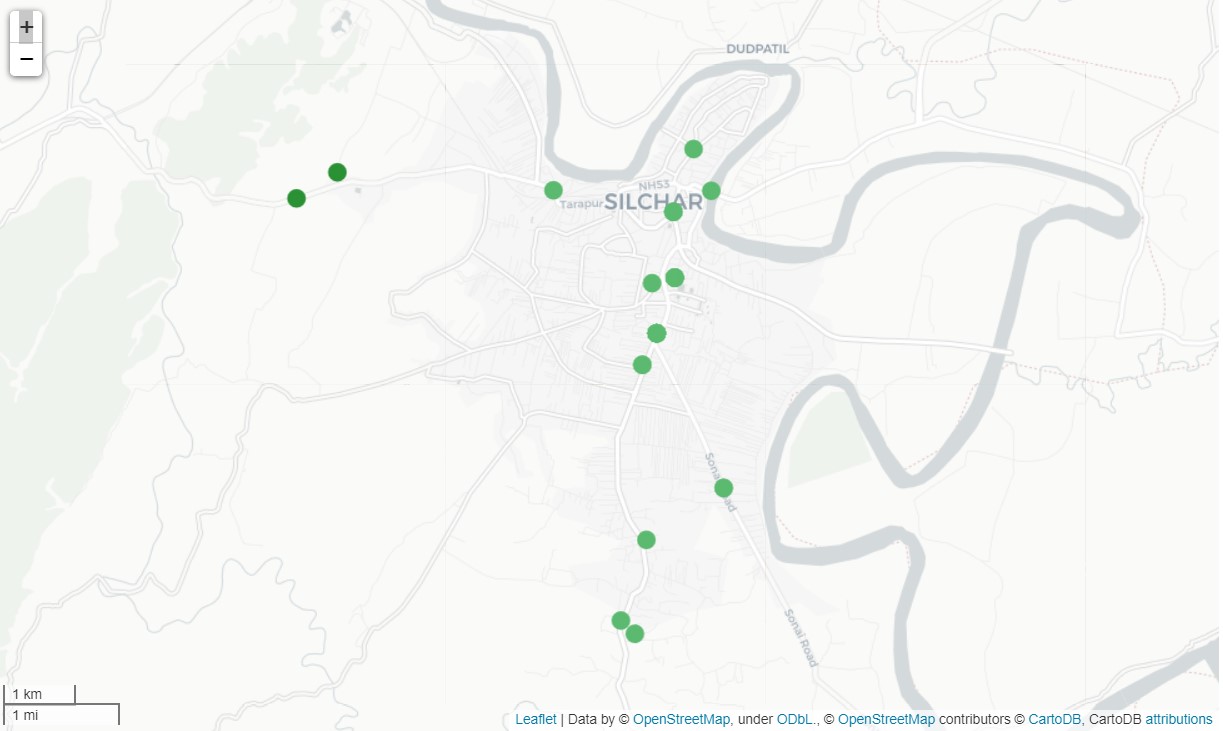 +
−
DUDPATIL
NH53
Tarapur
SILCHAR
Sonai Road
Sonai Road
1 km
1 mi
Leaflet | Data by © OpenStreetMap, under ODbL., © OpenStreetMap contributors © CartoDB, CartoDB attributions